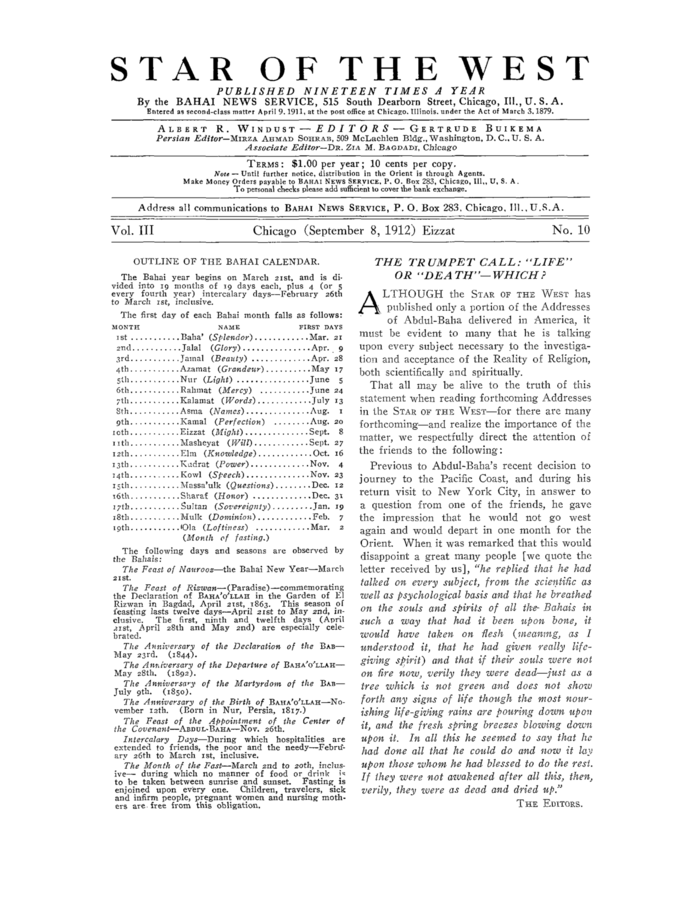 STAR OF THE WEST
PUBLISHED NINETEEN TIMES A YEAR
By the BAHAI NEWS SERVICE, 515 South Dearborn Street, Chicago, Ill., U. S. A.
Entered as second-class matter April 9, 1911, at the post office at Chicago, Illinois, under the Act of March 3, 1879.
ALBERT R. WINDUST — EDITORS — GERTRUDE BUIKEMA
Persian Editor—MIRZA AHMAD SOHRAB, 509 McLachlen Bldg., Washington, D. C., U. S. A.
Associate Editor—DR. ZIA M. BAGDADI, Chicago
TERMS: $1.00 per year; 10 cents per copy.
Note — Until further notice, distribution in the Orient is through Agents.
Make Money Orders payable to BAHAI NEWS SERVICE, P. O. Box 283, Chicago, Ill., U. S. A.
To personal checks please add sufficient to cover the bank exchange.
Address all communications to BAHAI NEWS SERVICE, P. O. Box 283, Chicago, Ill., U.S.A.
Vol. III Chicago (September 8, 1912) Eizzat No. 10
OUTLINE OF THE BAHAI CALENDAR.
The Bahai year begins on March 21st, and is di-
vided into 19 months of 19 days each, plus 4 (or 5
every fourth year) intercalary days—February 26th
to March 1st, inclusive.
The first day of each Bahai month falls as follows:
MONTH NAME FIRST DAYS
1st ..........Baha' (Splendor)............Mar. 21
2nd..........Jalal (Glory)...............Apr. 9
3rd..........Jamal (Beauty) .............Apr. 28
4th..........Azamat (Grandeur)..........May 17
5th..........Nur (Light) ................June 5
6th..........Rahmat (Mercy) ...........June 24
7th..........Kalamat (Words)...........July 13
8th..........Asma (Names)..............Aug. 1
9th..........Kamal (Perfection) ........Aug. 20
10th..........Eizzat (Might)..............Sept. 8
11th..........Masheyat (Will)............Sept. 27
12th..........Elm (Knowledge)............Oct. 16
13th..........Kudrat (Power).............Nov. 4
14th..........Kowl (Speech)..............Nov. 23
15th..........Massa'ulk (Questions)........Dec. 12
16th..........Sharaf (Honor) .............Dec. 31
17th..........Sultan (Sovereignty).........Jan. 19
18th..........Mulk (Dominion)............Feb. 7
19th..........Ola (Loftiness) ............Mar. 2
(Month of fasting.)
The following days and seasons are observed by
the Bahais:
The Feast of Naurooz—the Bahai New Year—March
21st.
The Feast of Rizwan—(Paradise)—commemorating
the Declaration of BAHA'O'LLAH in the Garden of El
Rizwan in Bagdad, April 21st, 1863. This season of
feasting lasts twelve days—April 21st to May 2nd, in-
clusive. The first, ninth and twelfth days (April
21st, April 28th and May 2nd) are especially cele-
brated.
The Anniversary of the Declaration of the BAB—
May 23rd. (1844).
The Anniversary of the Departure of BAHA'O'LLAH—
May 28th. (1892).
The Anniversary of the Martyrdom of the BAB—
July 9th. (1850).
The Anniversary of the Birth of BAHA'O'LLAH—No-
vember 12th. (Born in Nur, Persia, 1817.)
The Feast of the Appointment of the Center of
the Covenant—ABDUL-BAHA—Nov. 26th.
Intercalary Days—During which hospitalities are
extended to friends, the poor and the needy—Febru-
ary 26th to March 1st, inclusive.
The Month of the Fast—March 2nd to 20th, inclus-
ive— during which no manner of food or drink is
to be taken between sunrise and sunset. Fasting is
enjoined upon every one. Children, travelers, sick
and infirm people, pregnant women and nursing moth-
ers are free from this obligation.
THE TRUMPET CALL: "LIFE"
OR "DEATH"—WHICH?
ALTHOUGH the STAR OF THE WEST has
published only a portion of the Addresses
of Abdul-Baha delivered in America, it
must be evident to many that he is talking
upon every subject necessary to the investiga-
tion and acceptance of the Reality of Religion,
both scientifically and spiritually.
That all may be alive to the truth of this
statement when reading forthcoming Addresses
in the STAR OF THE WEST—for there are many
forthcoming—and realize the importance of the
matter, we respectfully direct the attention of
the friends to the following:
Previous to Abdul-Baha's recent decision to
journey to the Pacific Coast, and during his
return visit to New York City, in answer to
a question from one of the friends, he gave
the impression that he would not go west
again and would depart in one month for the
Orient. When it was remarked that this would
disappoint a great many people [we quote the
letter received by us], "he replied that he had
talked on every subject, from the scientific as
well as psychological basis and that he breathed
on the souls and spirits of all the Bahais in
such a way that had it been upon bone, it
would have taken on flesh (meaning, as I
understood it, that he had given really life-
giving spirit) and that if their souls were not
on fire now, verily they were dead—just as a
tree which is not green and does not show
forth any signs of life though the most nour-
ishing life-giving rains are pouring down upon
it, and the fresh spring breezes blowing down
upon it. In all this he seemed to say that he
had done all that he could do and now it lay
upon those whom he had blessed to do the rest.
If they were not awakened after all this, then,
verily, they were as dead and dried up."
THE EDITORS.